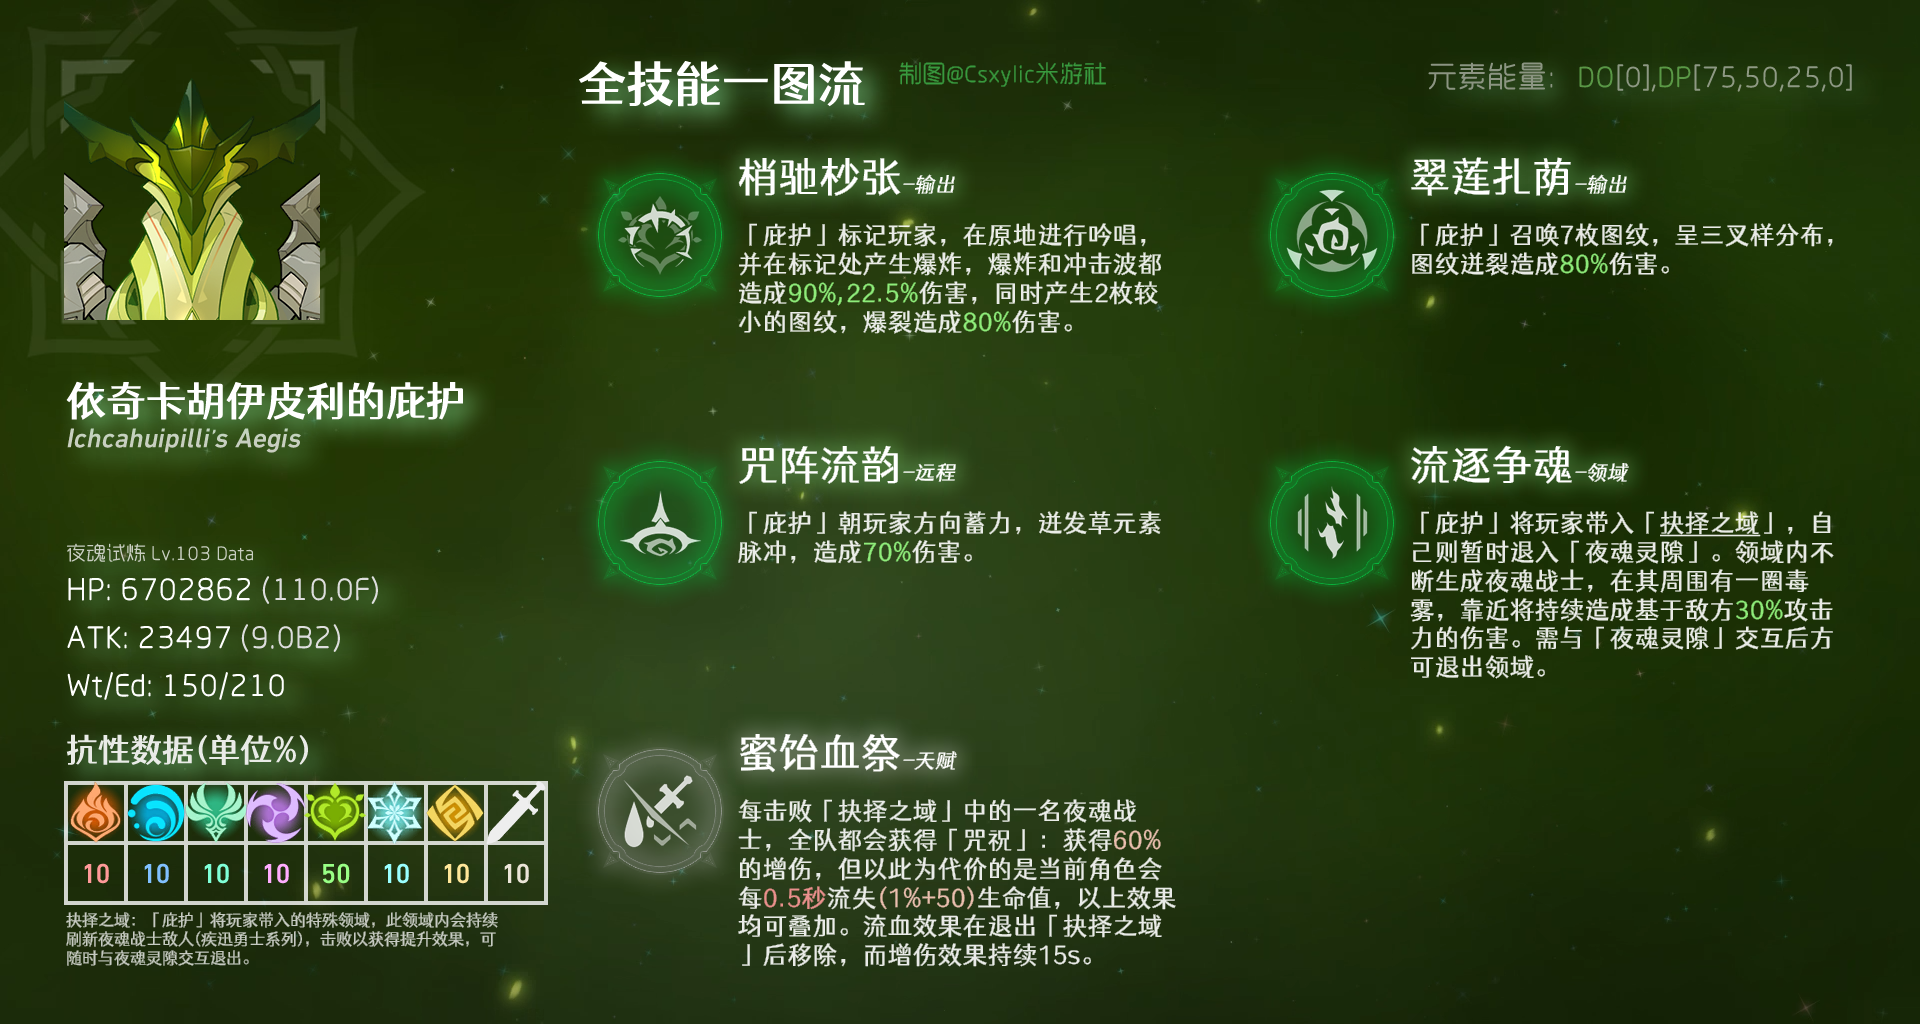 全技能一图流
制图@Csxylic米游社
元素能量： DO[0],DP[75,50,25,0]
依奇卡胡伊皮利的庇护
Ichcahuipilli's Aegis
夜魂试炼 Lv.103 Data
HP: 6702862 (110.0F)
ATK: 23497 (9.0B2)
Wt/Ed: 150/210
抗性数据(单位%)
10 10 10 10 50 10 10 10
抉择之域：「庇护」将玩家带入的特殊领域，此领域内会持续
刷新夜魂战士敌人(疾迅勇士系列)，击败以获得提升效果，可
随时与夜魂灵隙交互退出。
梢驰杪张–输出
「庇护」标记玩家，在原地进行吟唱，
并在标记处产生爆炸，爆炸和冲击波都
造成90%,22.5%伤害，同时产生2枚较
小的图纹，爆裂造成80%伤害。
翠莲扎荫–输出
「庇护」召唤7枚图纹，呈三叉样分布，
图纹迸裂造成80%伤害。
咒阵流韵–远程
「庇护」朝玩家方向蓄力，迸发草元素
脉冲，造成70%伤害。
流逐争魂–领域
「庇护」将玩家带入「抉择之域」，自
己则暂时退入「夜魂灵隙」。领域内不
断生成夜魂战士，在其周围有一圈毒
雾，靠近将持续造成基于敌方30%攻击
力的伤害。需与「夜魂灵隙」交互后方
可退出领域。
蜜饴血祭–天赋
每击败「抉择之域」中的一名夜魂战
士，全队都会获得「咒祝」：获得60%
的增伤，但以此为代价的是当前角色会
每0.5秒流失(1%+50)生命值，以上效果
均可叠加。流血效果在退出「抉择之域
」后移除，而增伤效果持续15s。